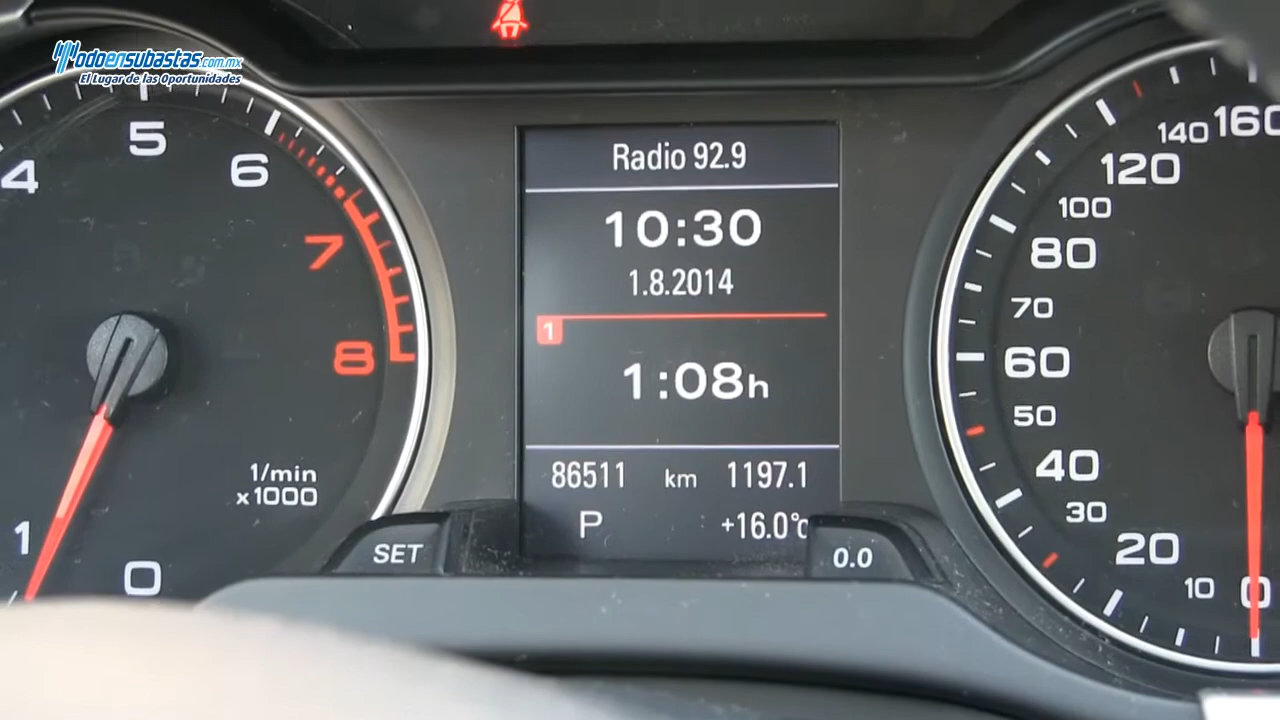 todoensubastas.com.mx
El Lugar de las Oportunidades
4 5 6 7 8
1/min
x1000
1 0
SET
Radio 92.9
10:30
1.8.2014
1
1:08h
86511 km 1197.1
P +16.0°c
0.0
160
140
120
100
80
70
60
50
40
30
20
10
0